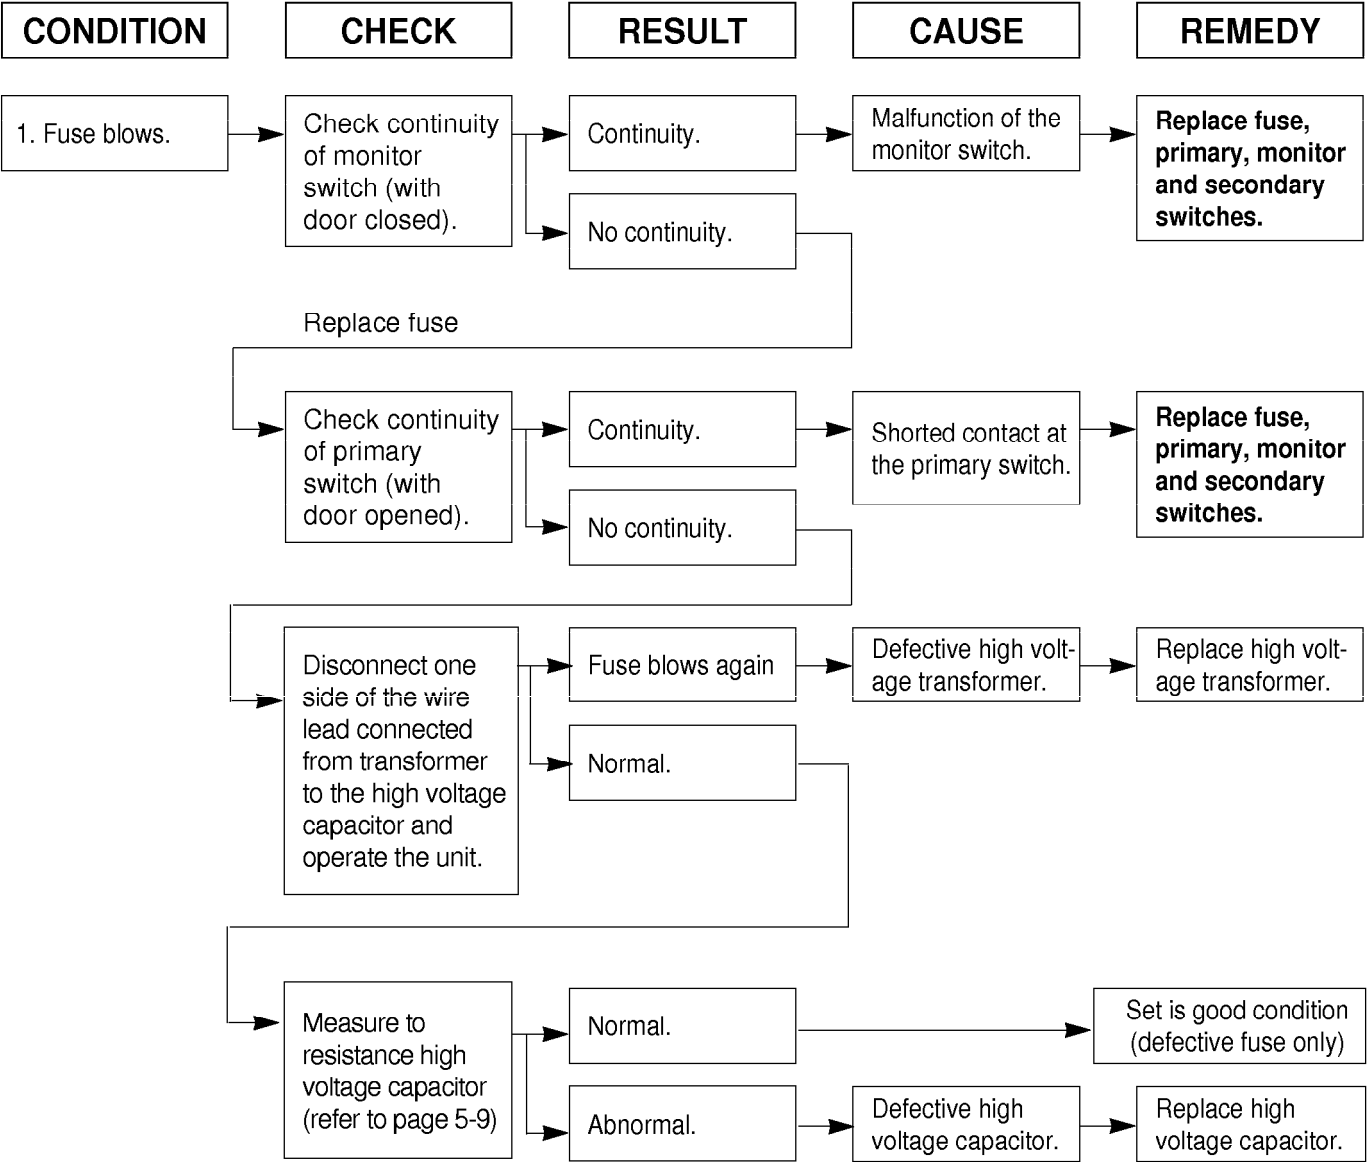 CONDITION
CHECK
RESULT
CAUSE
REMEDY
1. Fuse blows.
Check continuity
of monitor
switch (with
door closed).
Continuity.
Malfunction of the
monitor switch.
Replace fuse,
primary, monitor
and secondary
switches.
No continuity.
Replace fuse
Check continuity
of primary
switch (with
door opened).
Continuity.
Shorted contact at
the primary switch.
Replace fuse,
primary, monitor
and secondary
switches.
No continuity.
Disconnect one
side of the wire
lead connected
from transformer
to the high voltage
capacitor and
operate the unit.
Fuse blows again
Defective high volt-
age transformer.
Replace high volt-
age transformer.
Normal.
Measure to
resistance high
voltage capacitor
(refer to page 5-9)
Normal.
Set is good condition
(defective fuse only)
Abnormal.
Defective high
voltage capacitor.
Replace high
voltage capacitor.